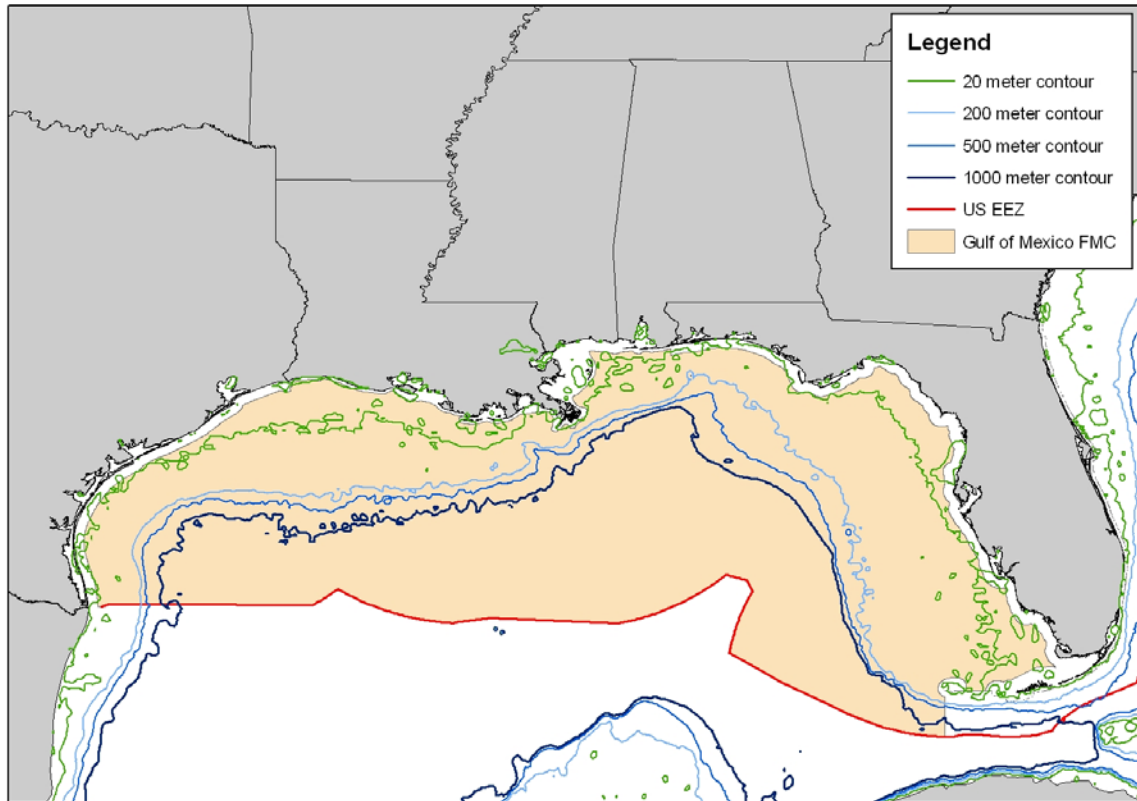 Legend
20 meter contour
200 meter contour
500 meter contour
1000 meter contour
US EEZ
Gulf of Mexico FMC